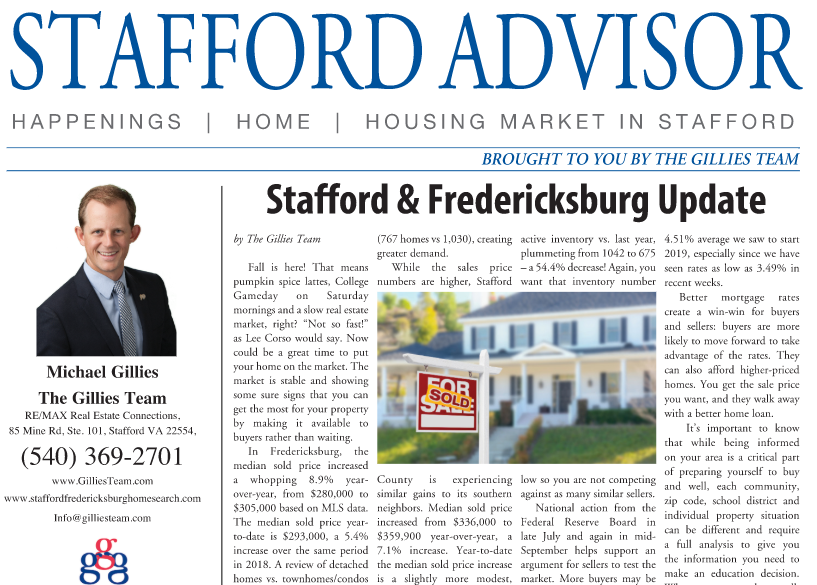 STAFFORD ADVISOR
HAPPENINGS | HOME | HOUSING MARKET IN STAFFORD
BROUGHT TO YOU BY THE GILLIES TEAM
Michael Gillies
The Gillies Team
RE/MAX Real Estate Connections,
85 Mine Rd, Ste. 101, Stafford VA 22554,
(540) 369-2701
www.GilliesTeam.com
www.staffordfredericksburghomesearch.com
Info@gilliesteam.com
ggg
Stafford & Fredericksburg Update
by The Gillies Team
Fall is here! That means
pumpkin spice lattes, College
Gameday on Saturday
mornings and a slow real estate
market, right? “Not so fast!”
as Lee Corso would say. Now
could be a great time to put
your home on the market. The
market is stable and showing
some sure signs that you can
get the most for your property
by making it available to
buyers rather than waiting.
In Fredericksburg, the
median sold price increased
a whopping 8.9% year-
over-year, from $280,000 to
$305,000 based on MLS data.
The median sold price year-
to-date is $293,000, a 5.4%
increase over the same period
in 2018. A review of detached
homes vs. townhomes/condos
(767 homes vs 1,030), creating
greater demand.
While the sales price
numbers are higher, Stafford
FOR
SALE
SOLD
County is experiencing
similar gains to its southern
neighbors. Median sold price
increased from $336,000 to
$359,900 year-over-year, a
7.1% increase. Year-to-date
the median sold price increase
is a slightly more modest,
active inventory vs. last year,
plummeting from 1042 to 675
– a 54.4% decrease! Again, you
want that inventory number
low so you are not competing
against as many similar sellers.
National action from the
Federal Reserve Board in
late July and again in mid-
September helps support an
argument for sellers to test the
market. More buyers may be
4.51% average we saw to start
2019, especially since we have
seen rates as low as 3.49% in
recent weeks.
Better mortgage rates
create a win-win for buyers
and sellers: buyers are more
likely to move forward to take
advantage of the rates. They
can also afford higher-priced
homes. You get the sale price
you want, and they walk away
with a better home loan.
It’s important to know
that while being informed
on your area is a critical part
of preparing yourself to buy
and well, each community,
zip code, school district and
individual property situation
can be different and require
a full analysis to give you
the information you need to
make an education decision.